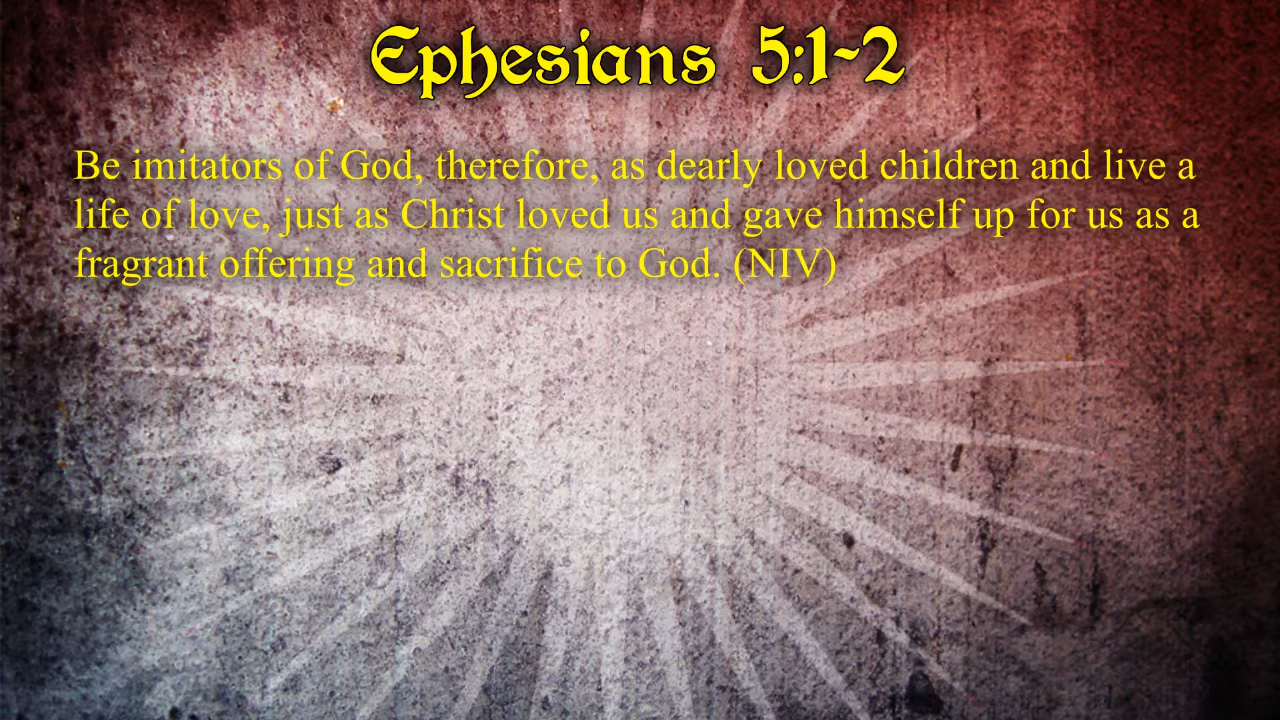 Ephesians 5:1-2
Be imitators of God, therefore, as dearly loved children and live a
life of love, just as Christ loved us and gave himself up for us as a
fragrant offering and sacrifice to God. (NIV)